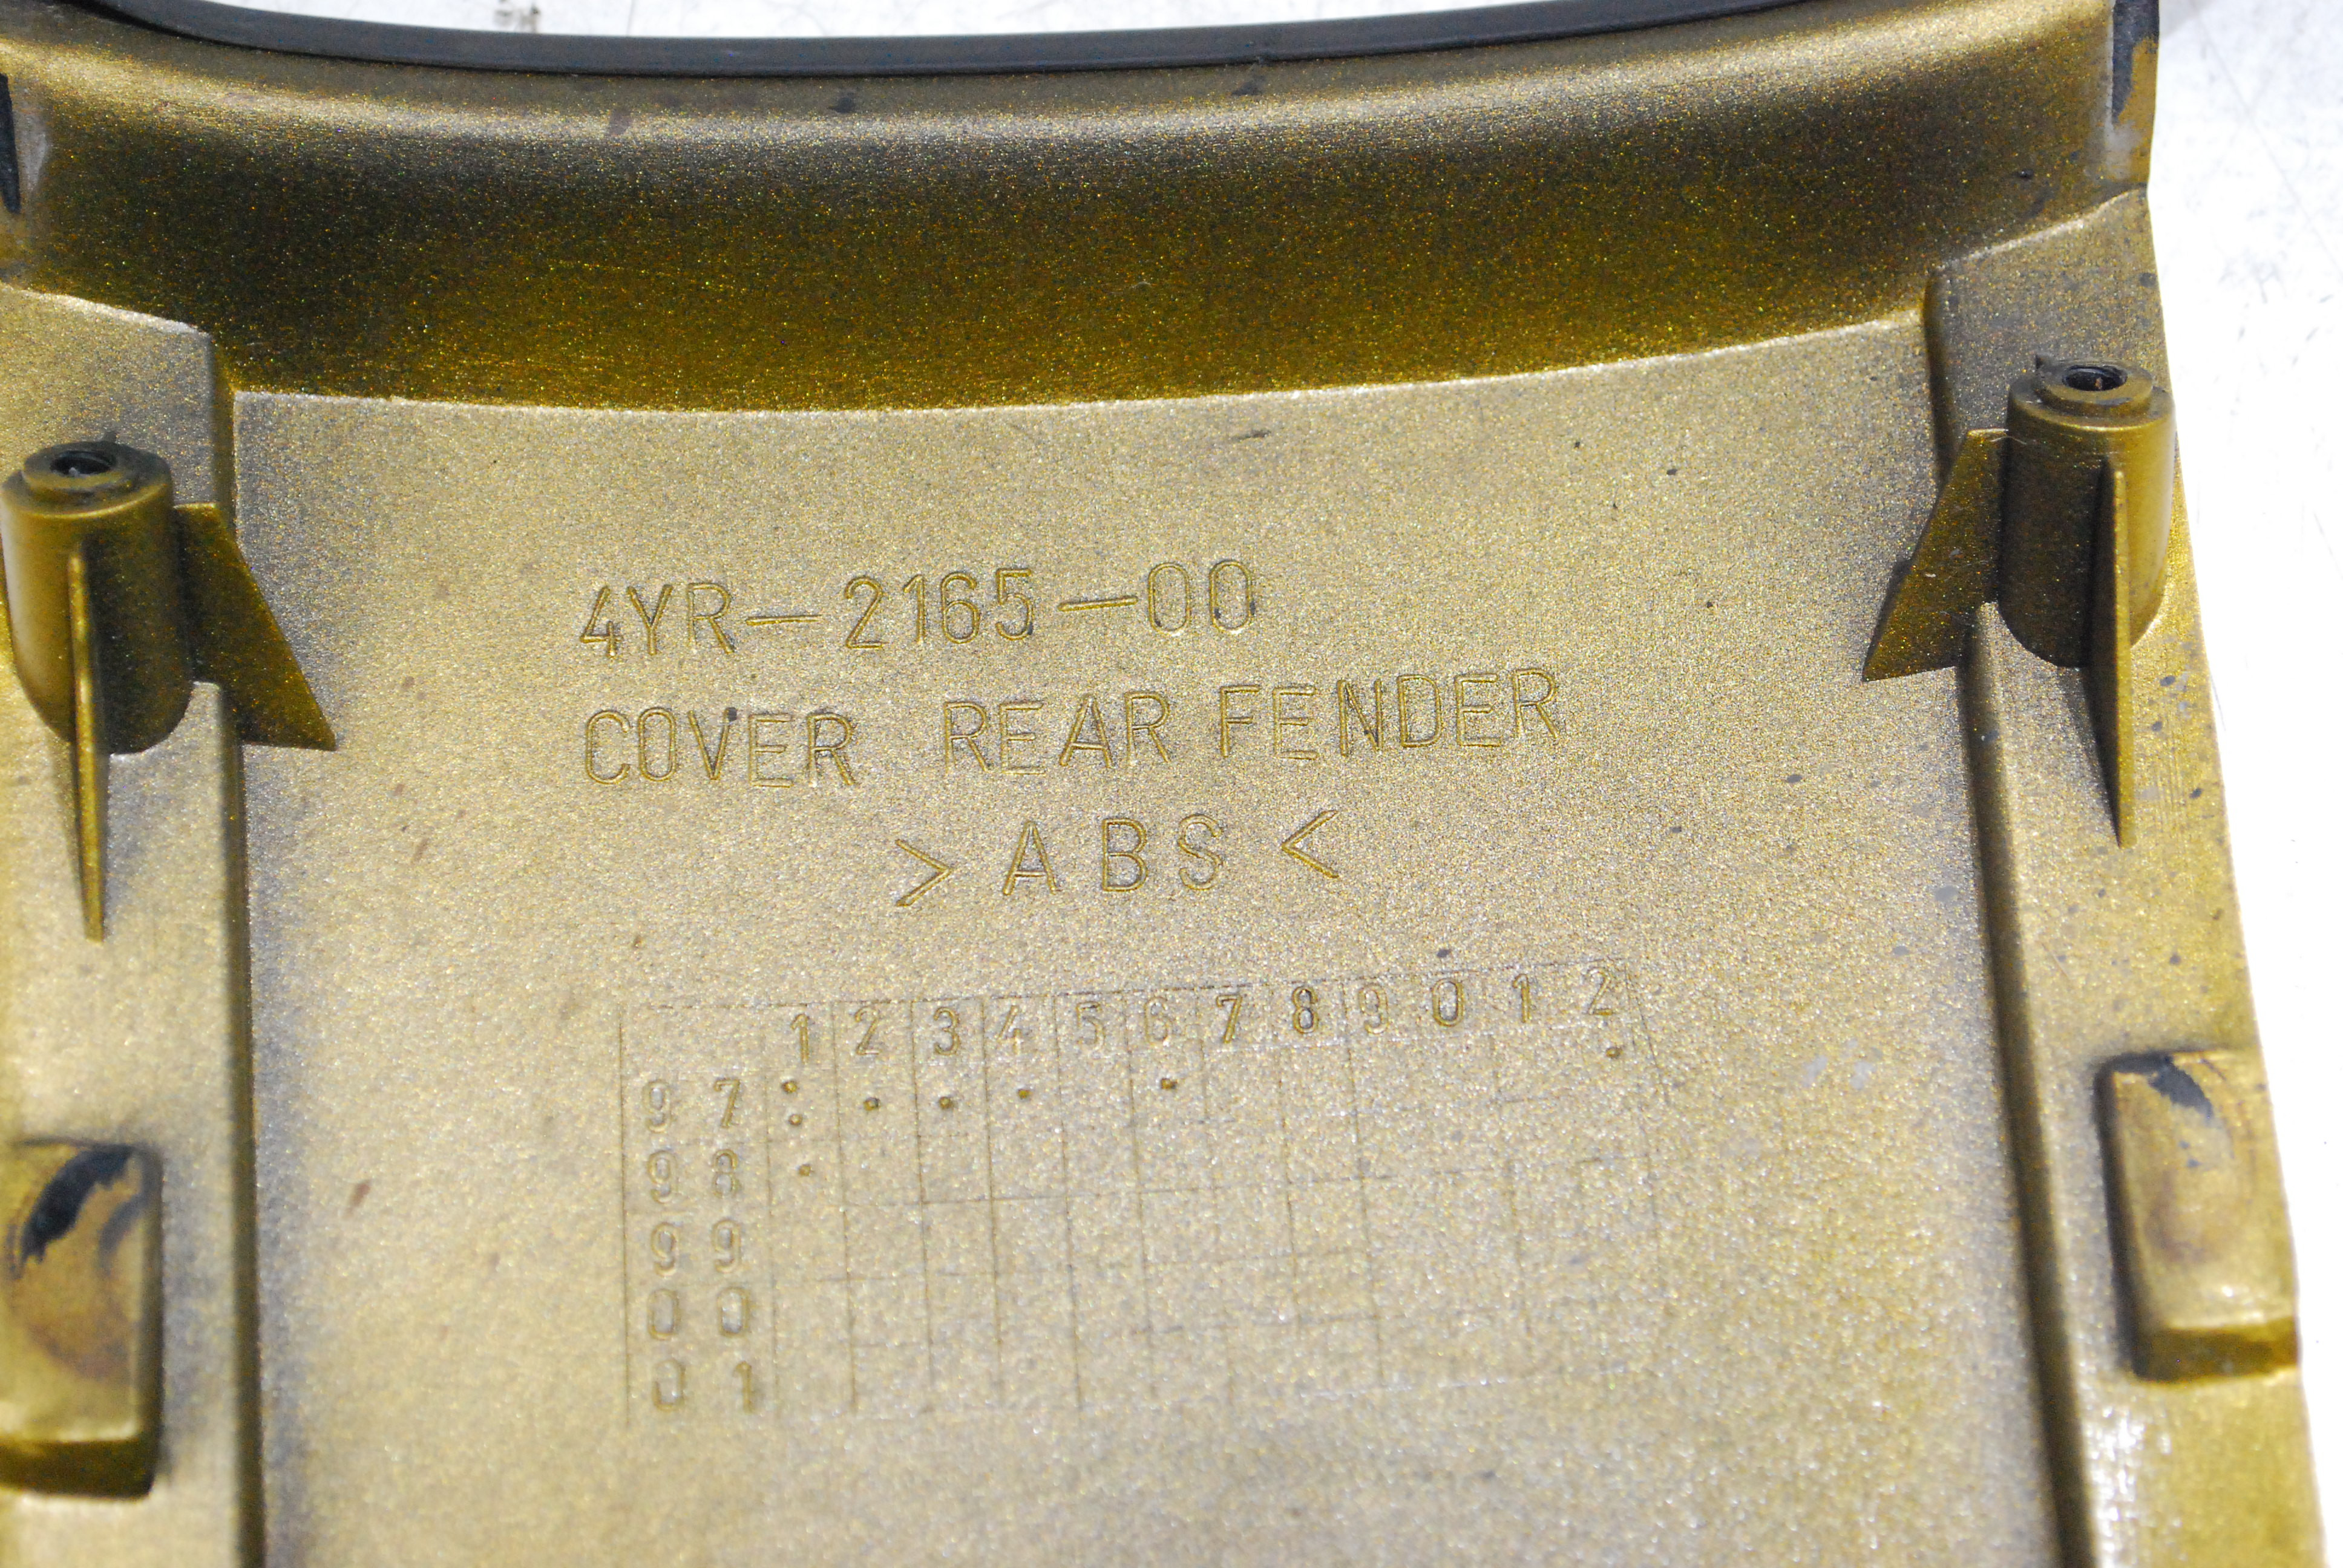 4YR-2165-00
COVER REAR FENDER
>ABS<
1 2 3 4 5 6 7 8 9 0 1 2
9 7
9 8
9 9
0 0
0 1